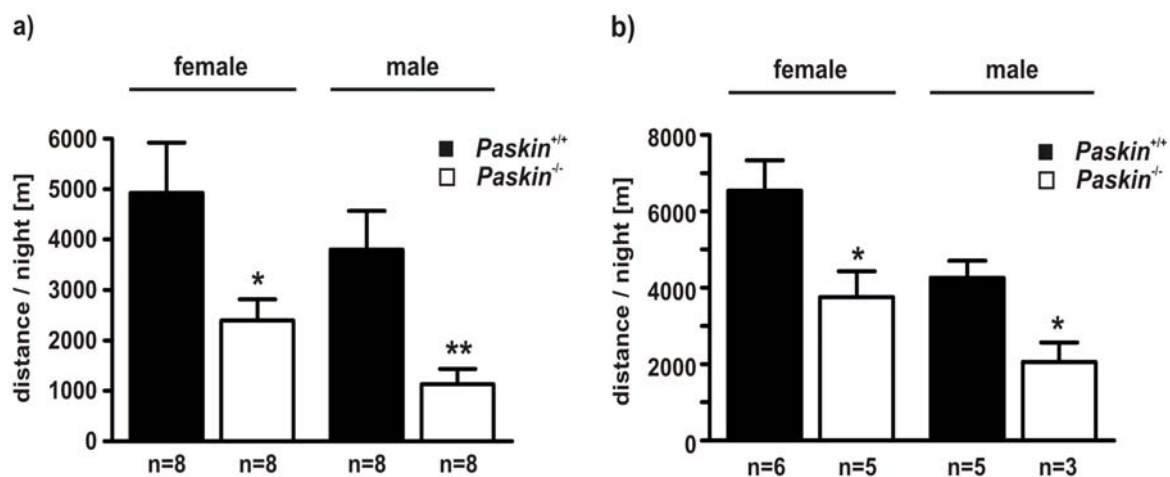 a)
female male
Paskin+/+
Paskin-/-
distance / night [m]
6000
5000
4000
3000
2000
1000
0
*
**
n=8 n=8 n=8 n=8
b)
female male
Paskin+/+
Paskin-/-
distance / night [m]
8000
6000
4000
2000
0
*
*
n=6 n=5 n=5 n=3